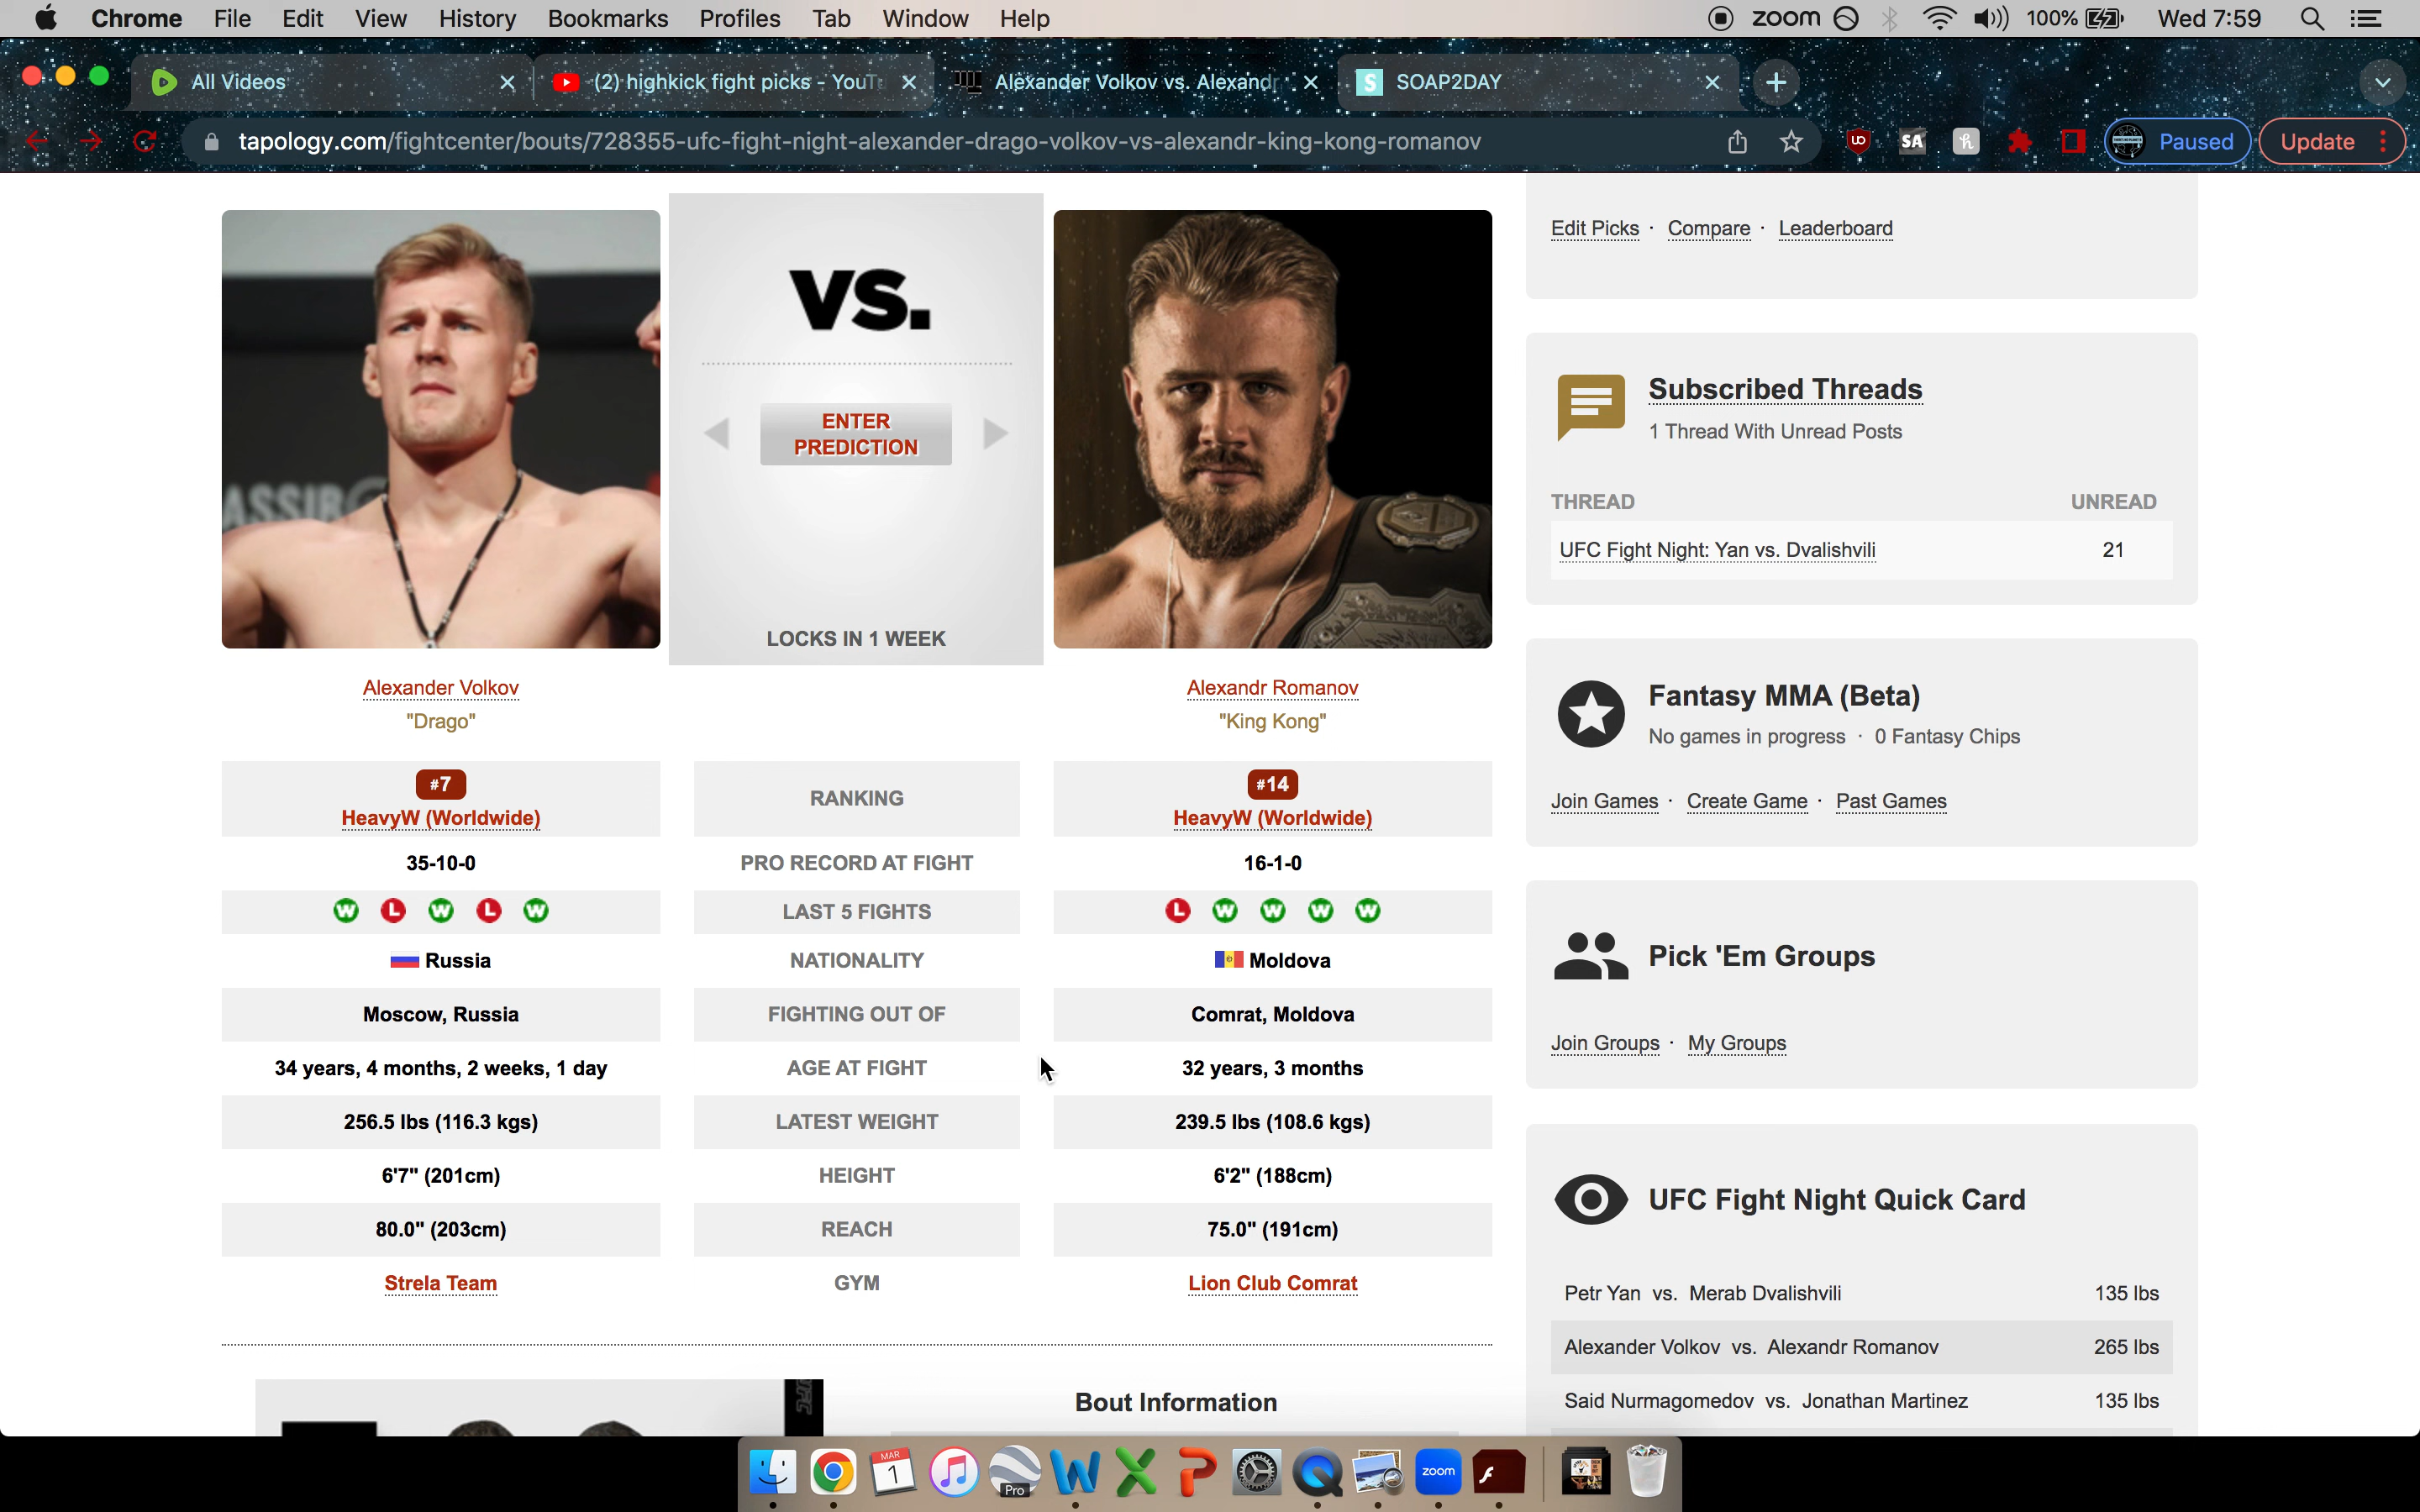 Chrome File Edit View History Bookmarks Profiles Tab Window Help zoom 100% Wed 7:59
All Videos (2) highkick fight picks - YouT Alexander Volkov vs. Alexandr SOAP2DAY
tapology.com/fightcenter/bouts/728355-ufc-fight-night-alexander-drago-volkov-vs-alexandr-king-kong-romanov SA Paused Update
VS.
ENTER
PREDICTION
LOCKS IN 1 WEEK
Alexander Volkov
"Drago"
Alexandr Romanov
"King Kong"
#7
HeavyW (Worldwide)
RANKING
#14
HeavyW (Worldwide)
35-10-0 PRO RECORD AT FIGHT 16-1-0
W L W L W LAST 5 FIGHTS L W W W W
Russia NATIONALITY Moldova
Moscow, Russia FIGHTING OUT OF Comrat, Moldova
34 years, 4 months, 2 weeks, 1 day AGE AT FIGHT 32 years, 3 months
256.5 lbs (116.3 kgs) LATEST WEIGHT 239.5 lbs (108.6 kgs)
6'7" (201cm) HEIGHT 6'2" (188cm)
80.0" (203cm) REACH 75.0" (191cm)
Strela Team GYM Lion Club Comrat
Bout Information
Edit Picks · Compare · Leaderboard
Subscribed Threads
1 Thread With Unread Posts
THREAD UNREAD
UFC Fight Night: Yan vs. Dvalishvili 21
Fantasy MMA (Beta)
No games in progress · 0 Fantasy Chips
Join Games · Create Game · Past Games
Pick 'Em Groups
Join Groups · My Groups
UFC Fight Night Quick Card
Petr Yan vs. Merab Dvalishvili 135 lbs
Alexander Volkov vs. Alexandr Romanov 265 lbs
Said Nurmagomedov vs. Jonathan Martinez 135 lbs
MAR
1
Pro
zoom